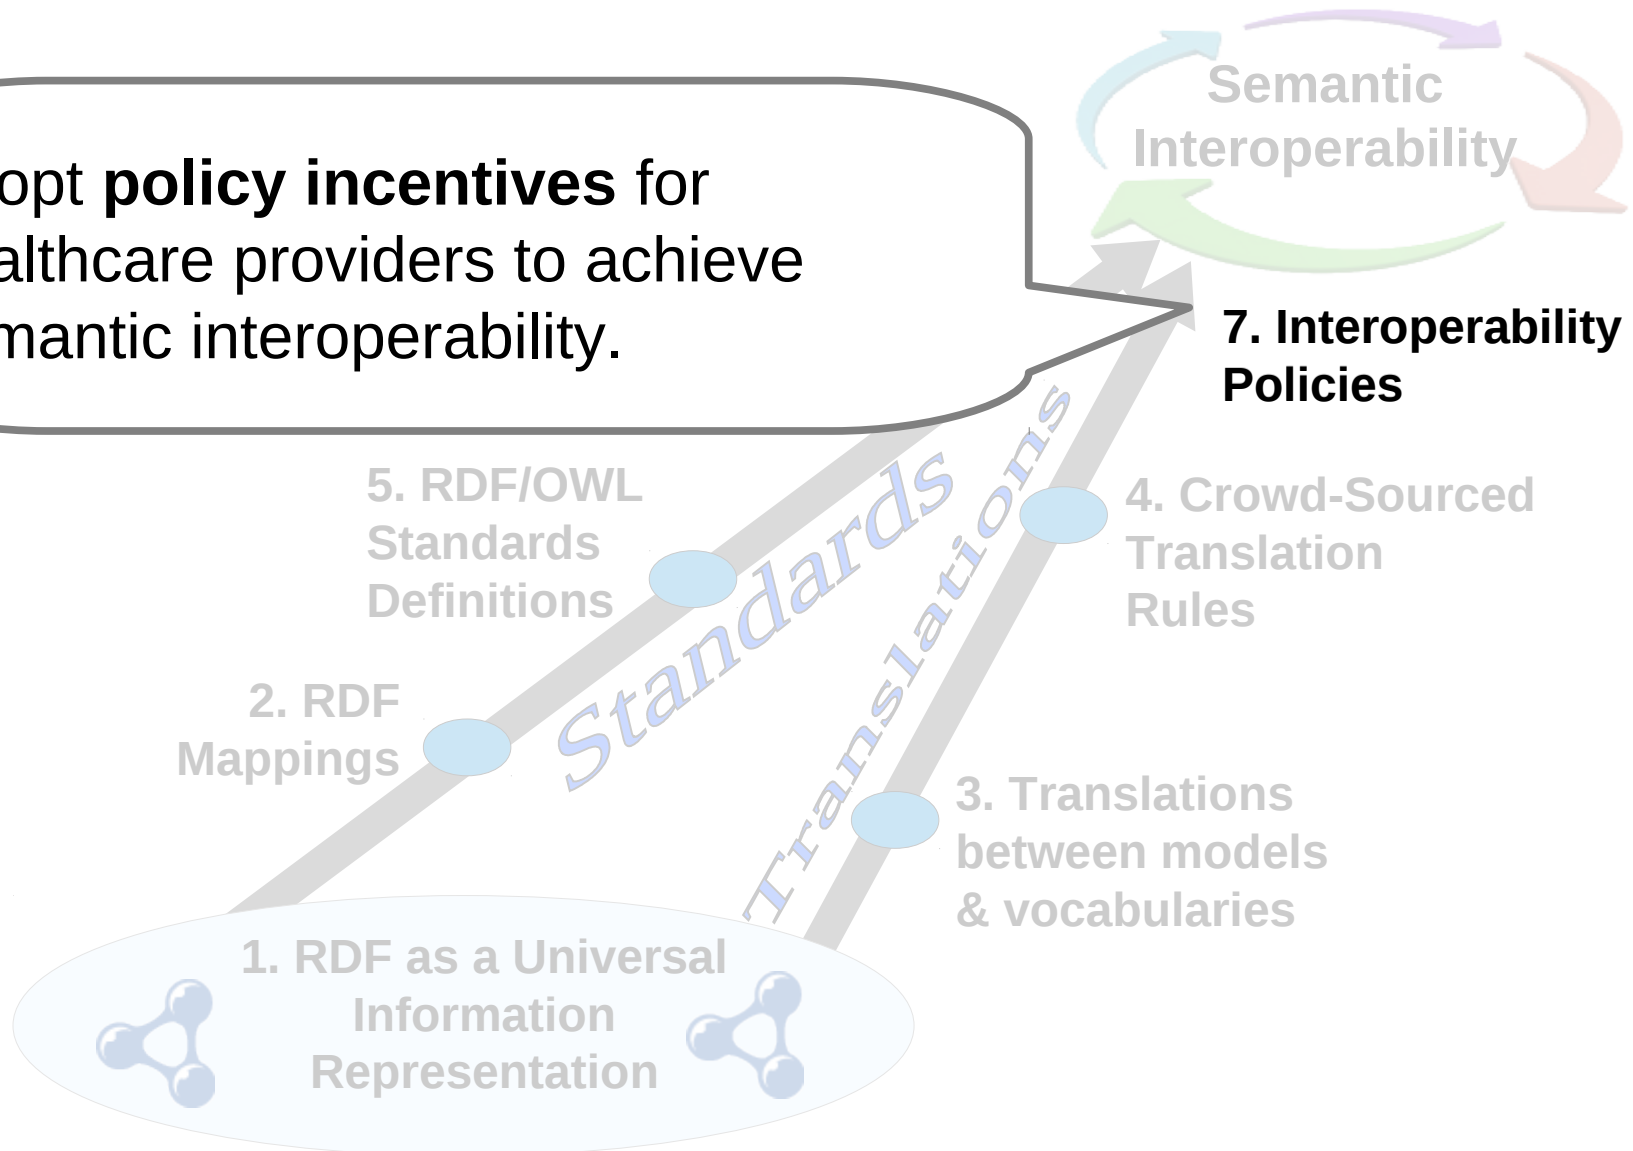 Semantic
Interoperability
opt policy incentives for
althcare providers to achieve
mantic interoperability.
7. Interoperability
Policies
5. RDF/OWL
Standards
Definitions
Standards
Translations
4. Crowd-Sourced
Translation
Rules
2. RDF
Mappings
3. Translations
between models
& vocabularies
1. RDF as a Universal
Information
Representation